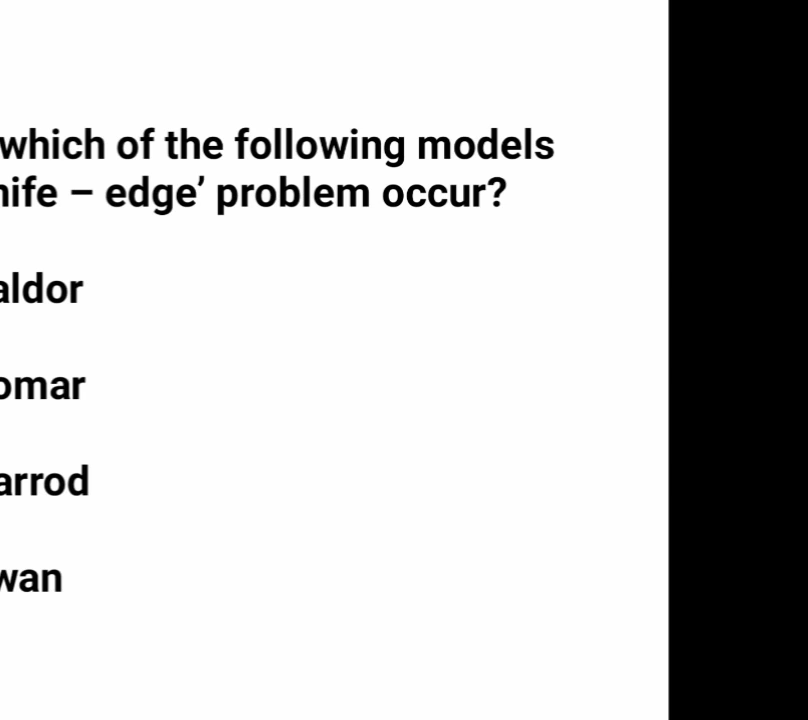 which of the following models
nife – edge’ problem occur?
aldor
omar
arrod
wan